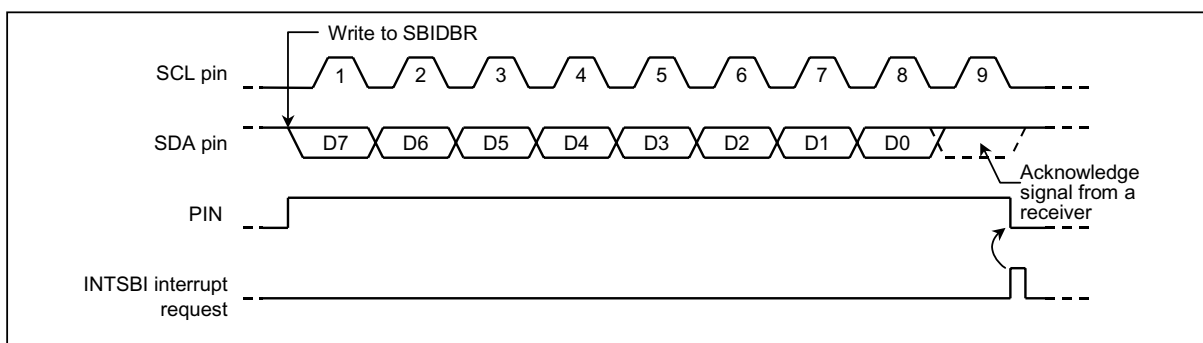 Write to SBIDBR
SCL pin
1 2 3 4 5 6 7 8 9
SDA pin
D7 D6 D5 D4 D3 D2 D1 D0
Acknowledge
signal from a
receiver
PIN
INTSBI interrupt
request